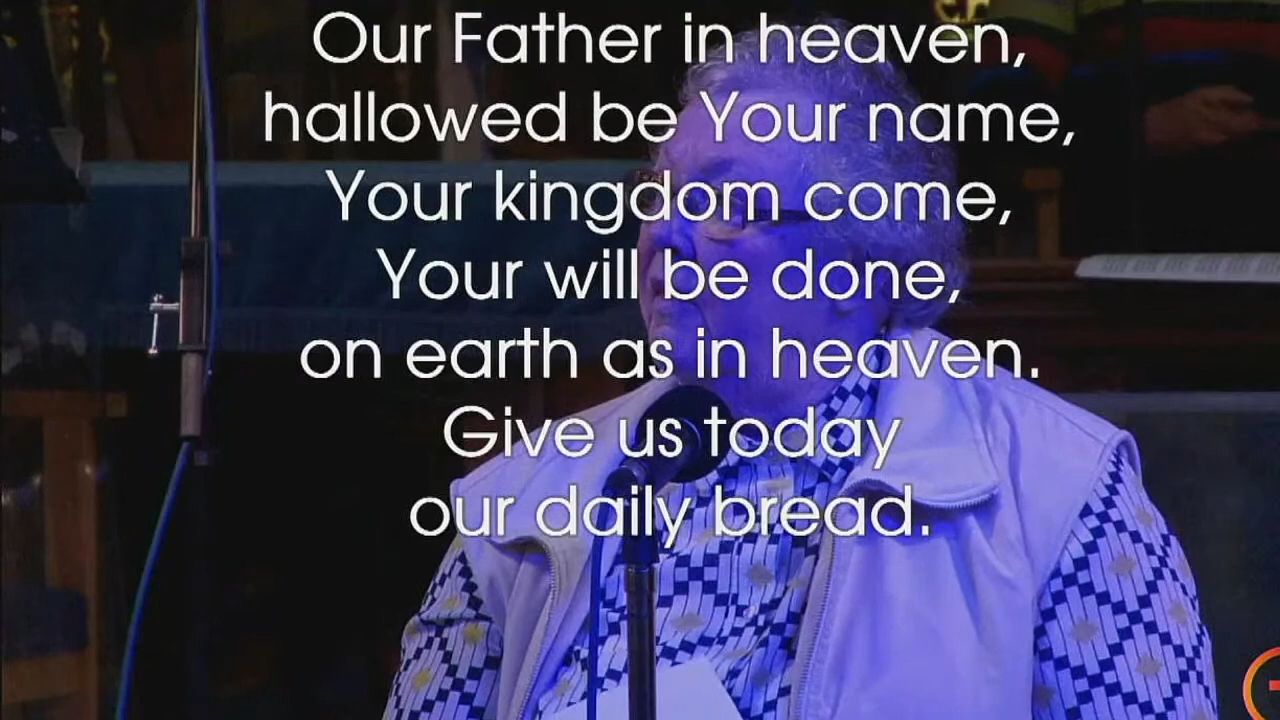 Our Father in heaven,
hallowed be Your name,
Your kingdom come,
Your will be done,
on earth as in heaven.
Give us today
our daily bread.